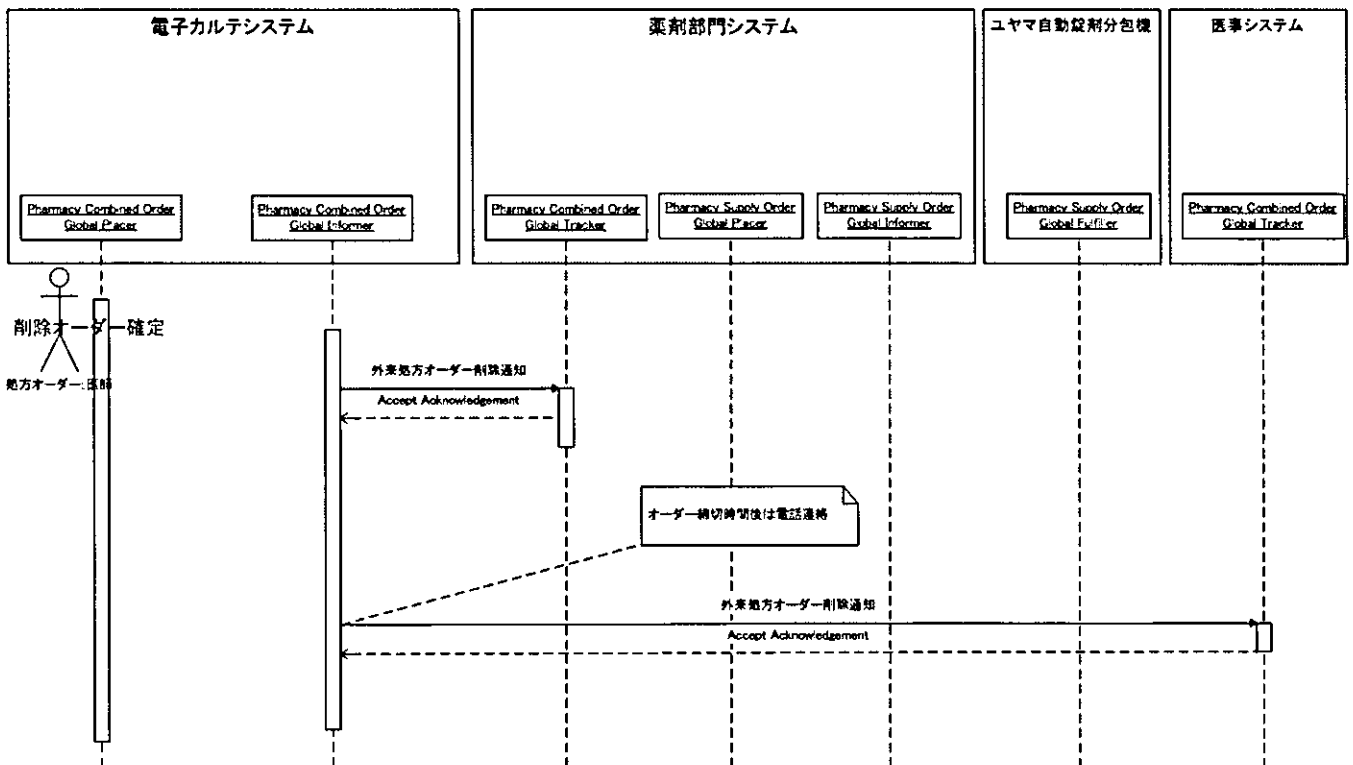 電子カルテシステム
薬剤部門システム
ユヤマ自動錠剤分包機
医事システム
Pharmacy Combined Order
Global Placer
Pharmacy Combined Order
Global Informer
Pharmacy Combined Order
Global Tracker
Pharmacy Supply Order
Global Placer
Pharmacy Supply Order
Global Informer
Pharmacy Supply Order
Global Fulfiller
Pharmacy Combined Order
Global Tracker
削除オーダー確定
処方オーダー:医師
外来処方オーダー削除通知
Accept Acknowledgement
オーダー締切時間後は電話連絡
外来処方オーダー削除通知
Accept Acknowledgement